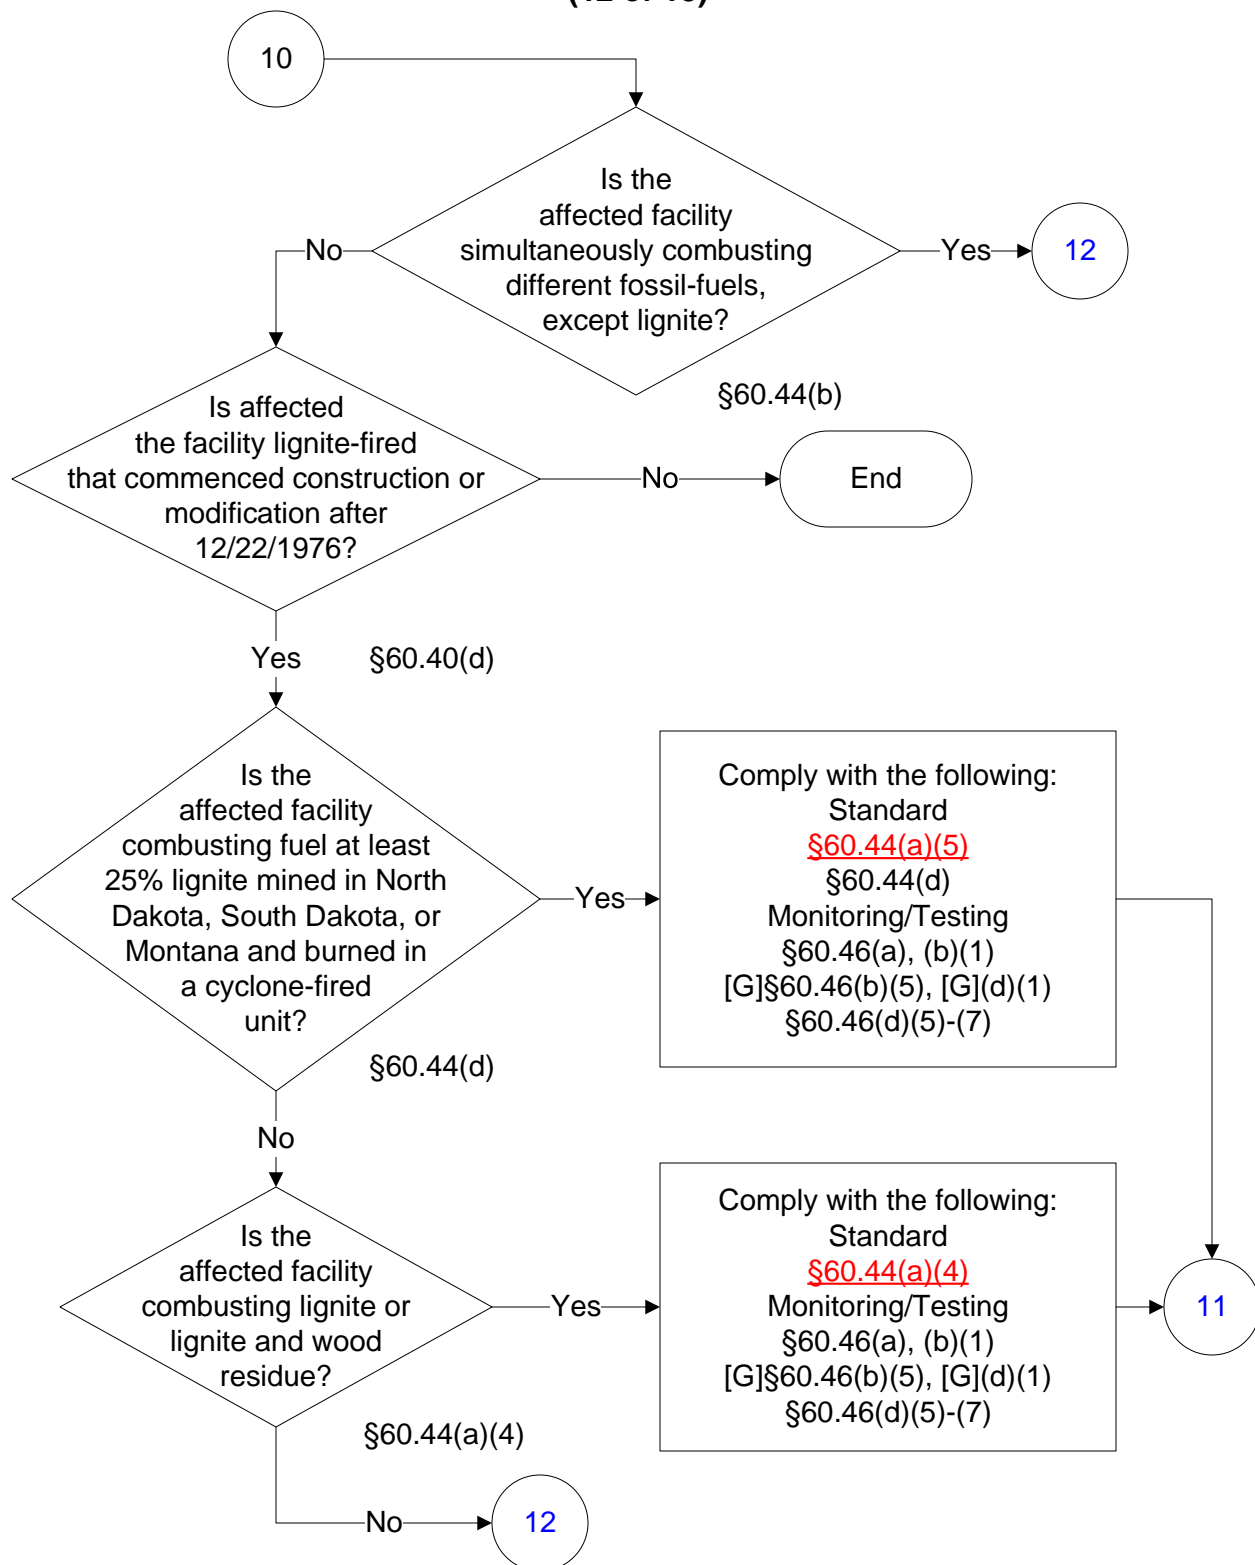 10
Is the
affected facility
simultaneously combusting
different fossil-fuels,
except lignite?
No
Yes
12
§60.44(b)
Is affected
the facility lignite-fired
that commenced construction or
modification after
12/22/1976?
No
End
Yes
§60.40(d)
Is the
affected facility
combusting fuel at least
25% lignite mined in North
Dakota, South Dakota, or
Montana and burned in
a cyclone-fired
unit?
Yes
Comply with the following:
Standard
§60.44(a)(5)
§60.44(d)
Monitoring/Testing
§60.46(a), (b)(1)
[G]§60.46(b)(5), [G](d)(1)
§60.46(d)(5)-(7)
§60.44(d)
No
Is the
affected facility
combusting lignite or
lignite and wood
residue?
Yes
Comply with the following:
Standard
§60.44(a)(4)
Monitoring/Testing
§60.46(a), (b)(1)
[G]§60.46(b)(5), [G](d)(1)
§60.46(d)(5)-(7)
11
§60.44(a)(4)
No
12